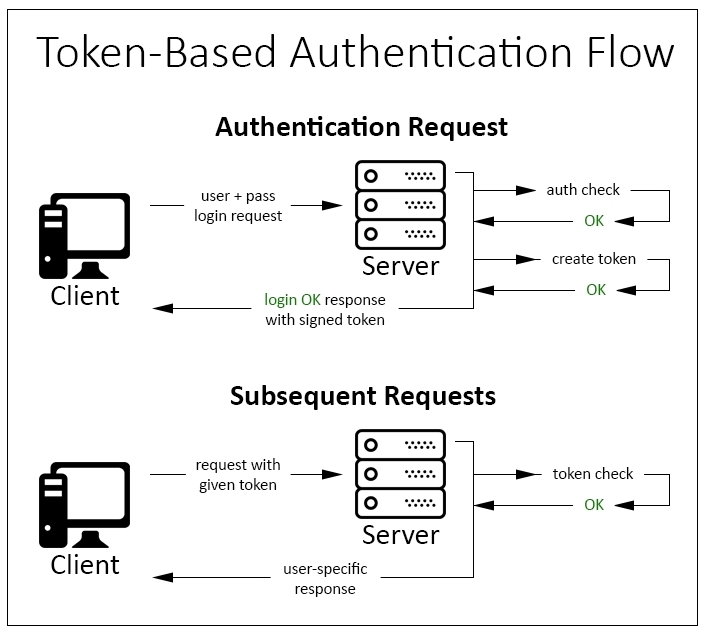 Token-Based Authentication Flow
Authentication Request
user + pass
login request
auth check
OK
Server
create token
Client
OK
login OK response
with signed token
Subsequent Requests
request with
given token
token check
OK
Server
Client
user-specific
response